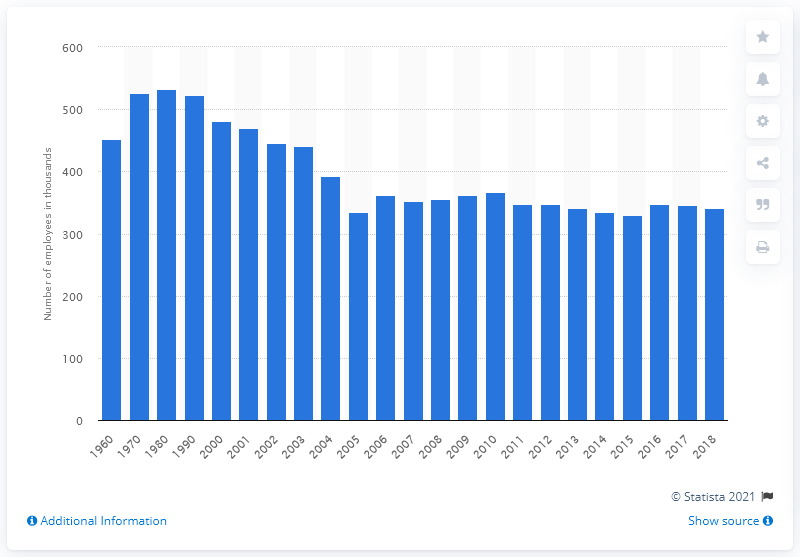 600
500
400
300
200
100
0
Number of employees in thousands
1960 1970 1980 1990 2000 2001 2002 2003 2004 2005 2006 2007 2008 2009 2010 2011 2012 2013 2014 2015 2016 2017 2018
© Statista 2021
Additional Information Show source